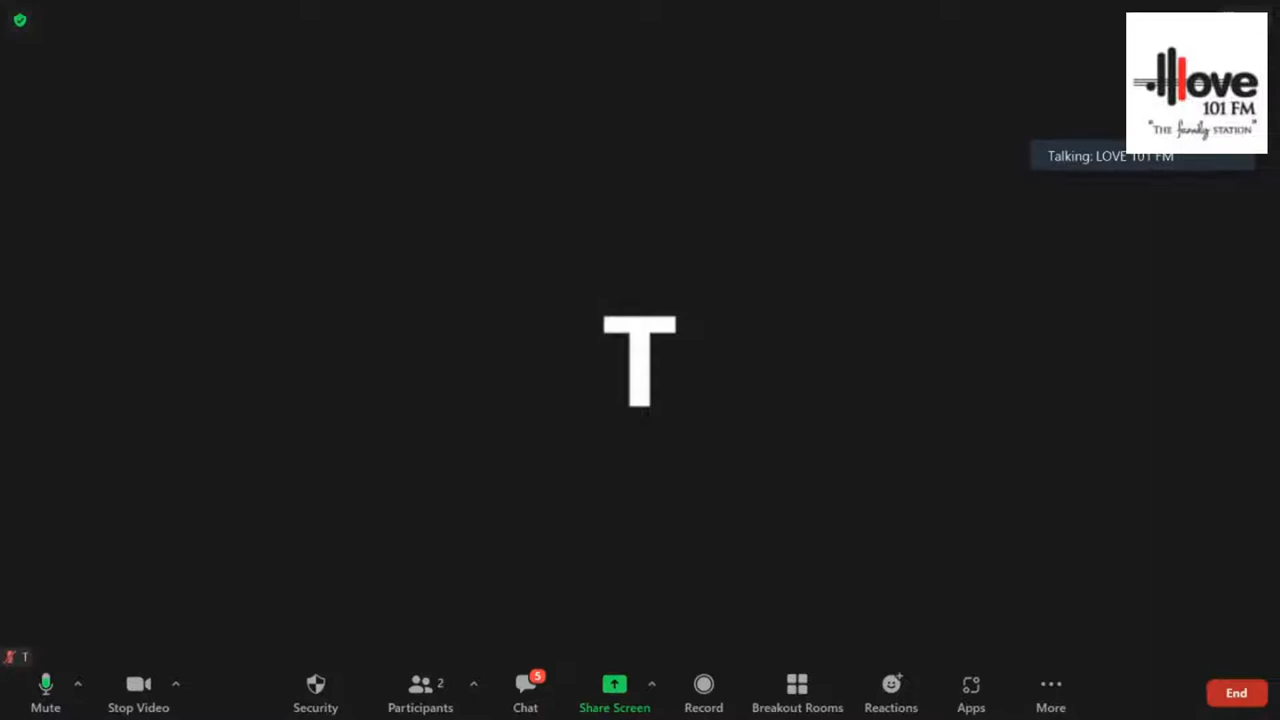 love
101 FM
"THE family STATION"
Talking: LOVE 101 FM
T
T
Mute
Stop Video
Security
Participants
2
Chat
5
Share Screen
Record
Breakout Rooms
Reactions
Apps
More
End